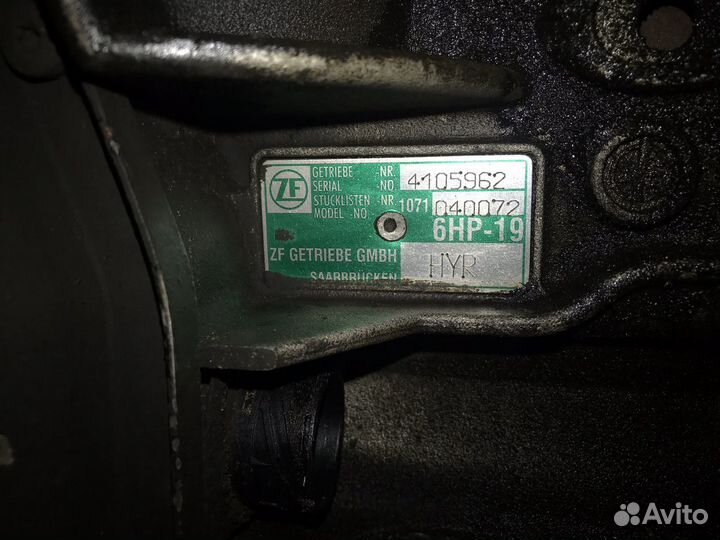 ZF
GETRIEBE -NR. 4105962
SERIAL NO.
STÜCKLISTEN -NR. 1071 040072
MODEL -NO
6HP-19
ZF GETRIEBE GMBH HYR
SAARBRÜCKEN
Avito